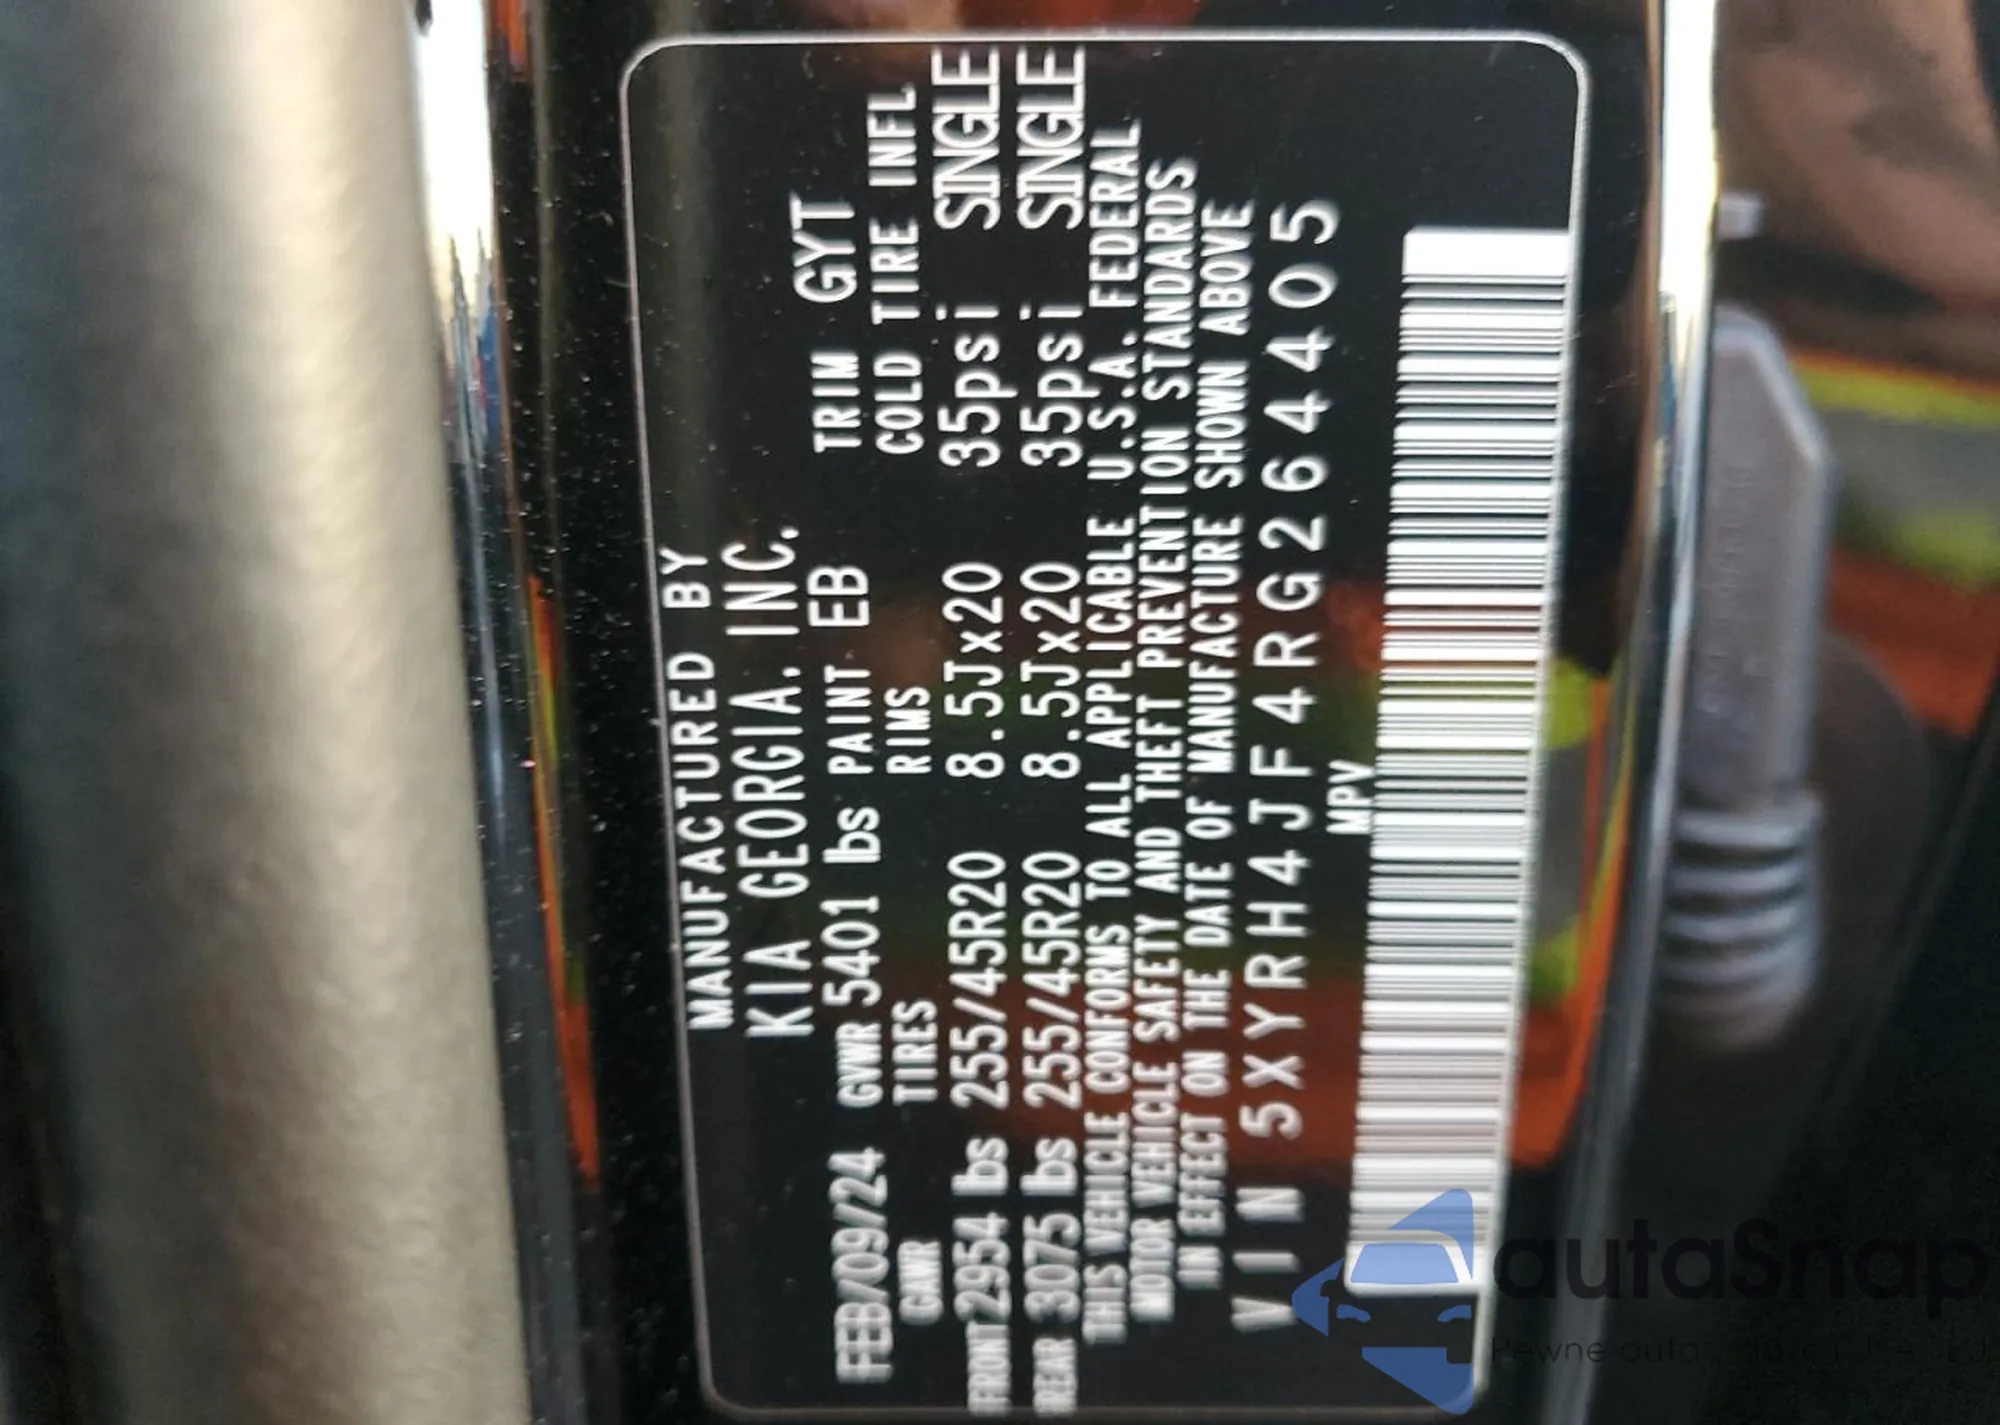 MANUFACTURED BY
KIA GEORGIA. INC.
FEB/09/24 GVWR 5401 lbs PAINT EB TRIM GYT
GAWR TIRES RIMS COLD TIRE INFL
FRONT 2954 lbs 255/45R20 8.5Jx20 35psi SINGLE
REAR 3075 lbs 255/45R20 8.5Jx20 35psi SINGLE
THIS VEHICLE CONFORMS TO ALL APPLICABLE U.S.A. FEDERAL
MOTOR VEHICLE SAFETY AND THEFT PREVENTION STANDARDS
IN EFFECT ON THE DATE OF MANUFACTURE SHOWN ABOVE
VIN 5XYRH4JF4RG264405
MPV
autaSnap
Pewne auta